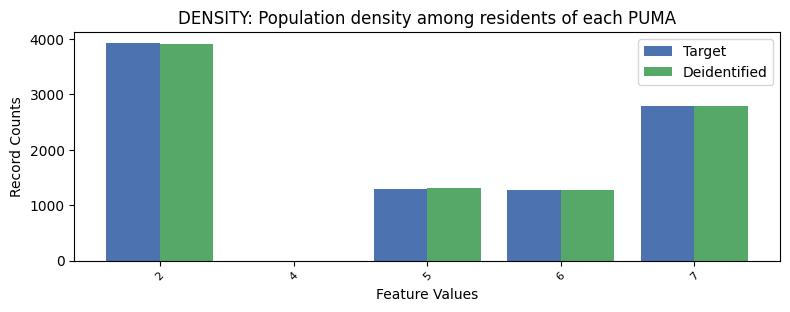 DENSITY: Population density among residents of each PUMA
4000
3000
2000
1000
0
Record Counts
Target
Deidentified
2 4 5 6 7
Feature Values